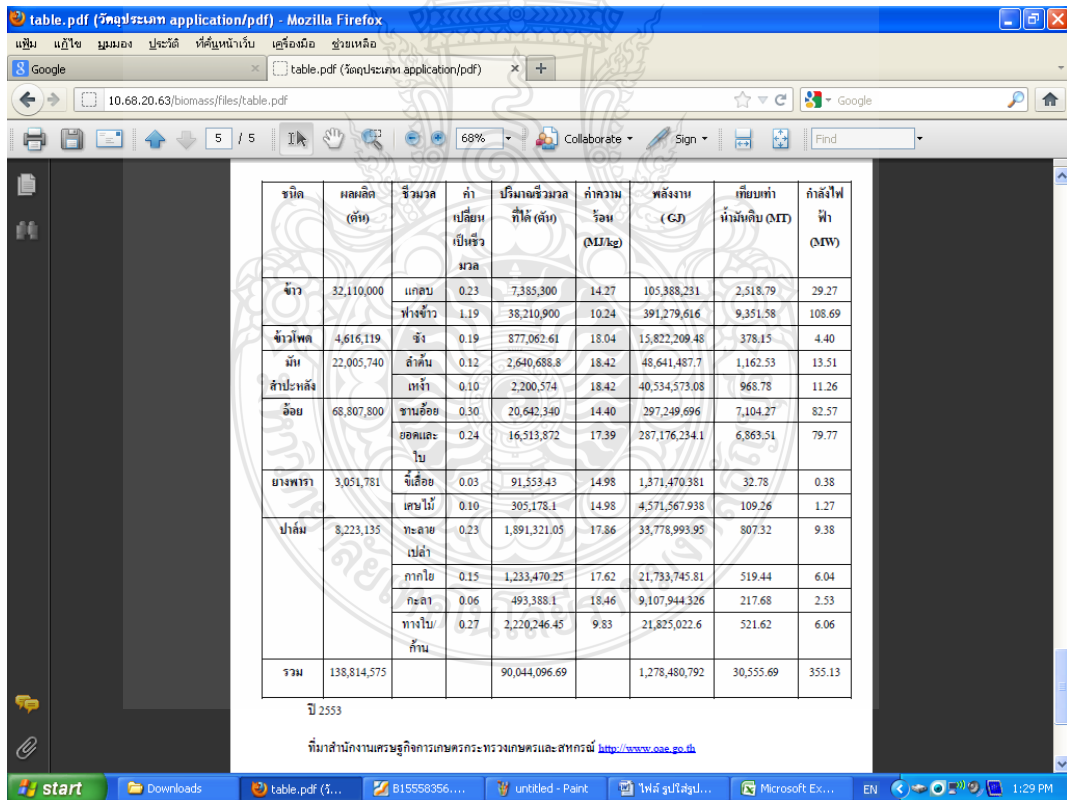 table.pdf (วัตถุประเภท application/pdf) - Mozilla Firefox
แฟ้ม แก้ไข มุมมอง ประวัติ ที่คั่นหน้าเว็บ เครื่องมือ ช่วยเหลือ
Google table.pdf (วัตถุประเภท application/pdf)
10.68.20.63/biomass/files/table.pdf Google
5 / 5 68% Collaborate Sign Find
ชนิด ผลผลิต ชีวมวล ค่า ปริมาณชีวมวล ค่าความ พลังงาน เทียบเท่า กำลังไฟ
(ตัน) เปลี่ยน ที่ได้ (ตัน) ร้อน ( GJ) น้ำมันดิบ (MT) ฟ้า
เป็นชีว (MJ/kg) (MW)
มวล
ข้าว 32,110,000 แกลบ 0.23 7,385,300 14.27 105,388,231 2,518.79 29.27
ฟางข้าว 1.19 38,210,900 10.24 391,279,616 9,351.58 108.69
ข้าวโพด 4,616,119 ซัง 0.19 877,062.61 18.04 15,822,209.48 378.15 4.40
มัน 22,005,740 ลำต้น 0.12 2,640,688.8 18.42 48,641,487.7 1,162.53 13.51
สำปะหลัง เหง้า 0.10 2,200,574 18.42 40,534,573.08 968.78 11.26
อ้อย 68,807,800 ชานอ้อย 0.30 20,642,340 14.40 297,249,696 7,104.27 82.57
ยอดและ 0.24 16,513,872 17.39 287,176,234.1 6,863.51 79.77
ใบ
ยางพารา 3,051,781 ขี้เลื่อย 0.03 91,553.43 14.98 1,371,470.381 32.78 0.38
เศษไม้ 0.10 305,178.1 14.98 4,571,567.938 109.26 1.27
ปาล์ม 8,223,135 ทะลาย 0.23 1,891,321.05 17.86 33,778,993.95 807.32 9.38
เปล่า
กากใย 0.15 1,233,470.25 17.62 21,733,745.81 519.44 6.04
กะลา 0.06 493,388.1 18.46 9,107,944.326 217.68 2.53
ทางใบ/ 0.27 2,220,246.45 9.83 21,825,022.6 521.62 6.06
ก้าน
รวม 138,814,575 90,044,096.69 1,278,480,792 30,555.69 355.13
ปี 2553
ที่มาสำนักงานเศรษฐกิจการเกษตรกระทรวงเกษตรและสหกรณ์ http://www.oae.go.th
start Downloads table.pdf (วั... B15558356.... untitled - Paint ไฟล์ รูปใส่รูป... Microsoft Ex... EN 1:29 PM